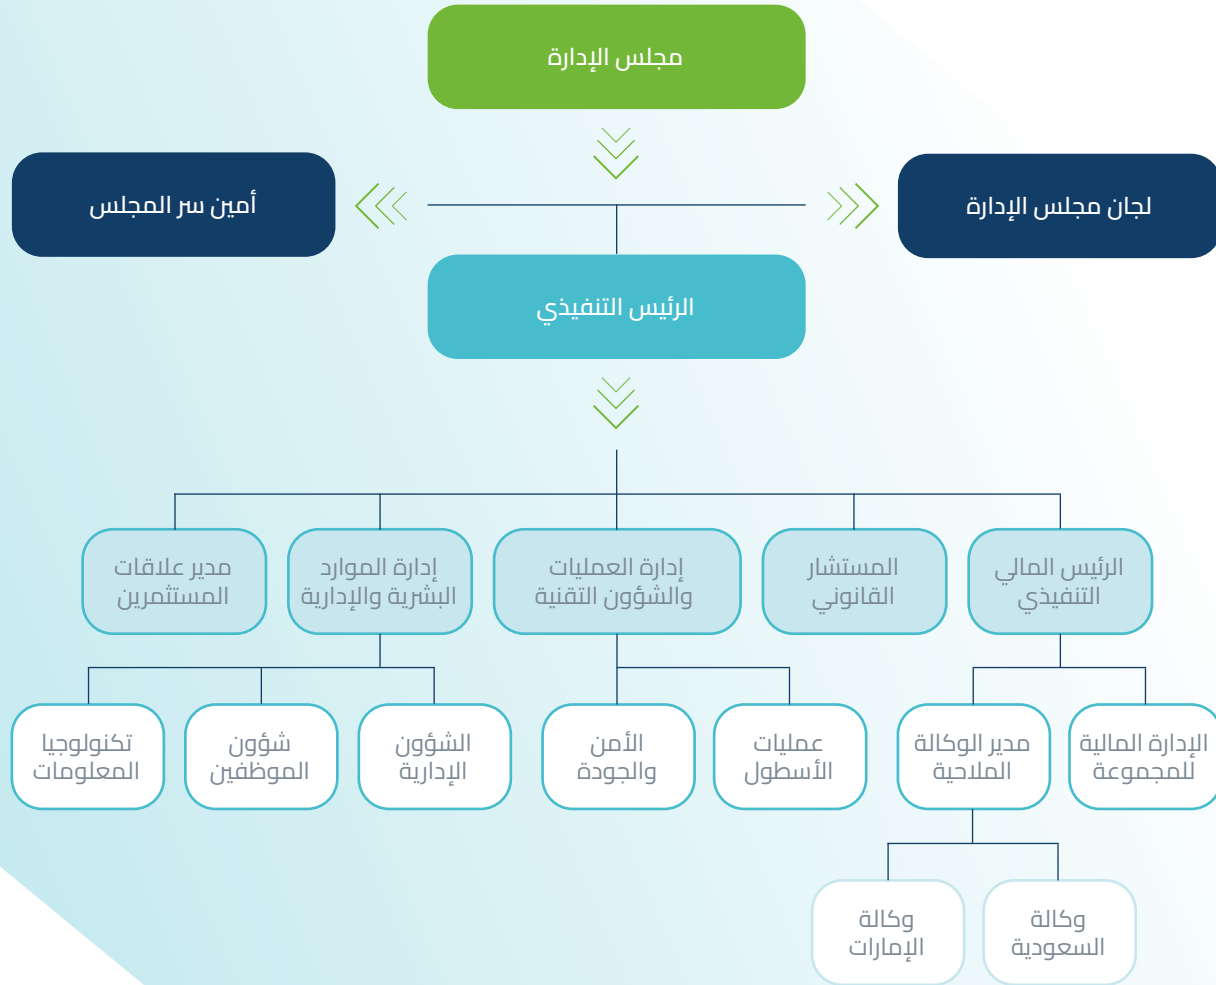 مجلس الإدارة
لجان مجلس الإدارة
أمين سر المجلس
الرئيس التنفيذي
الرئيس المالي
التنفيذي
المستشار
القانوني
إدارة العمليات
والشؤون التقنية
إدارة الموارد
البشرية والإدارية
مدير علاقات
المستثمرين
الإدارة المالية
للمجموعة
مدير الوكالة
الملاحية
عمليات
الأسطول
الأمن
والجودة
الشؤون
الإدارية
شؤون
الموظفين
تكنولوجيا
المعلومات
وكالة
السعودية
وكالة
الإمارات